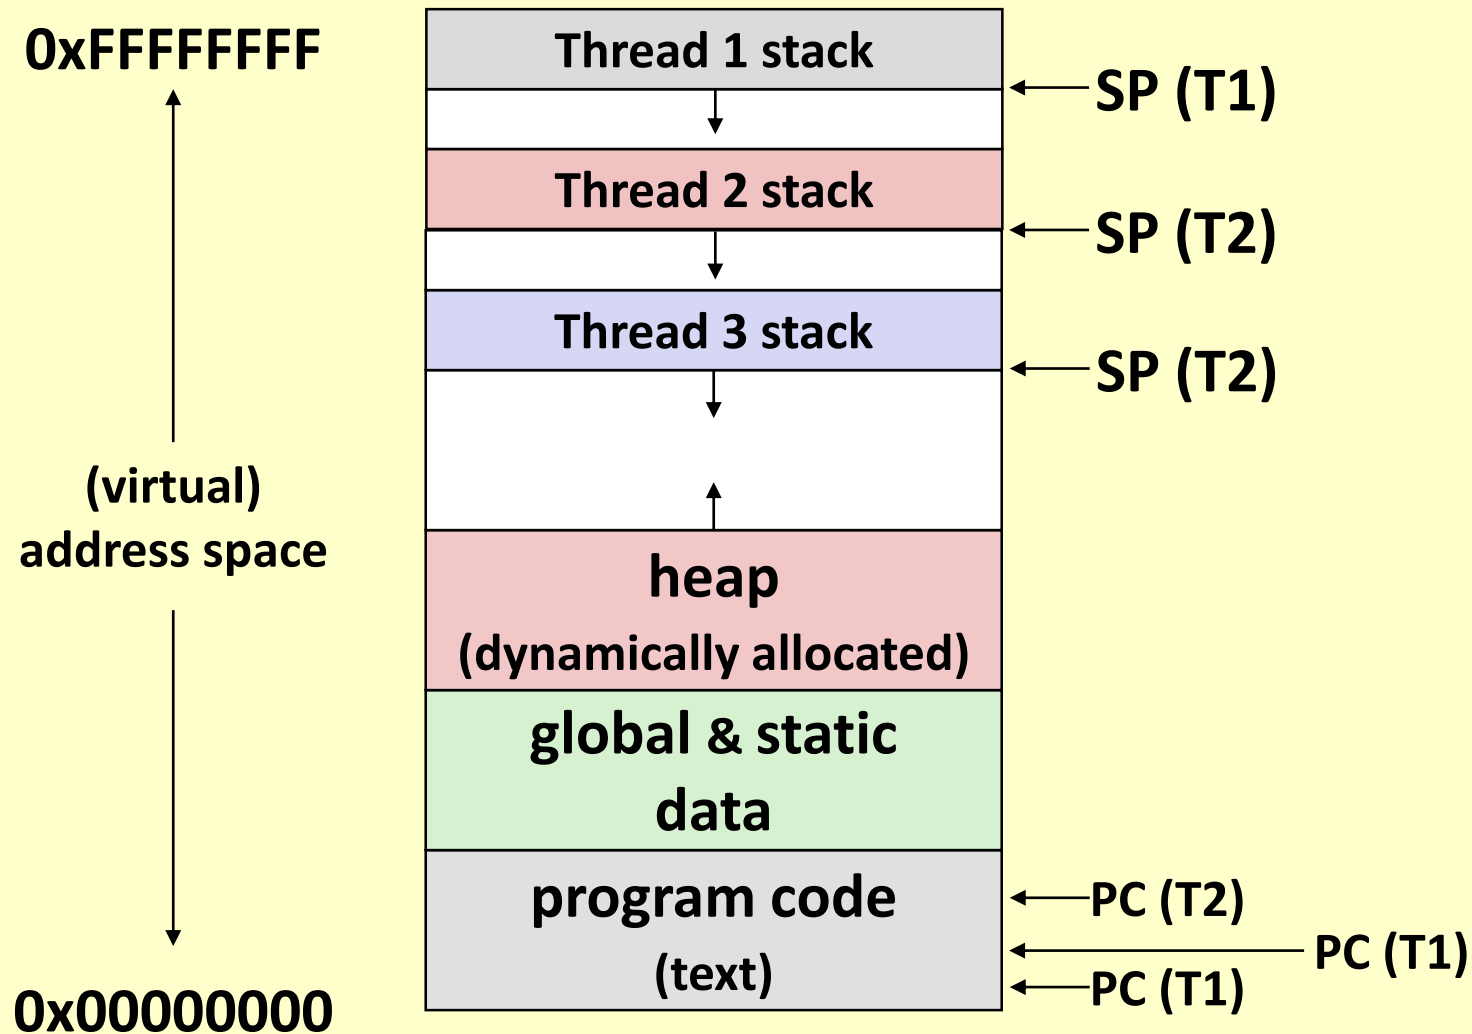 0xFFFFFFFF
Thread 1 stack
SP (T1)
Thread 2 stack
SP (T2)
Thread 3 stack
SP (T2)
(virtual)
address space
heap
(dynamically allocated)
global & static
data
program code
(text)
PC (T2)
PC (T1)
PC (T1)
0x00000000